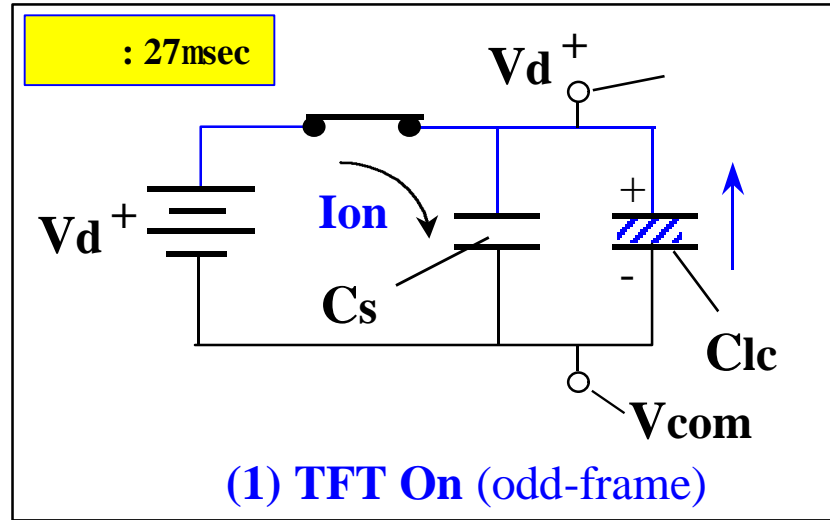 : 27msec
Vd +
Vd +
Ion
+
-
Cs
Clc
Vcom
(1) TFT On (odd-frame)